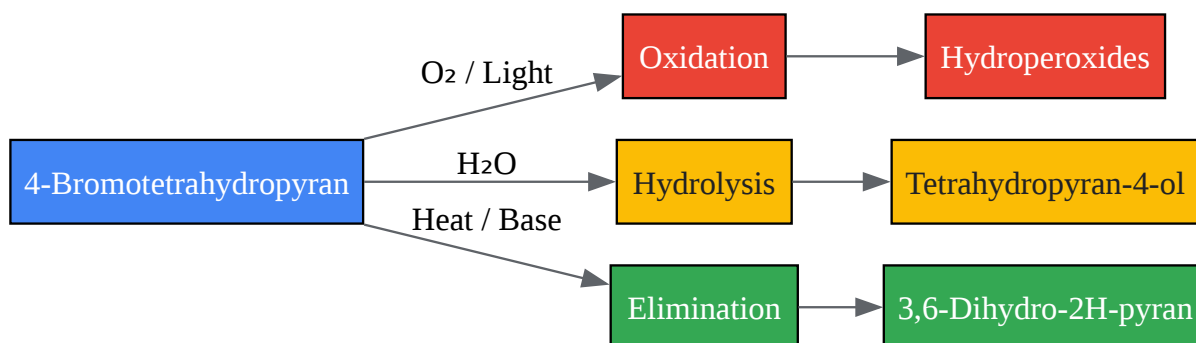 O₂ / Light
Oxidation
Hydroperoxides
4-Bromotetrahydropyran
H₂O
Hydrolysis
Tetrahydropyran-4-ol
Heat / Base
Elimination
3,6-Dihydro-2H-pyran